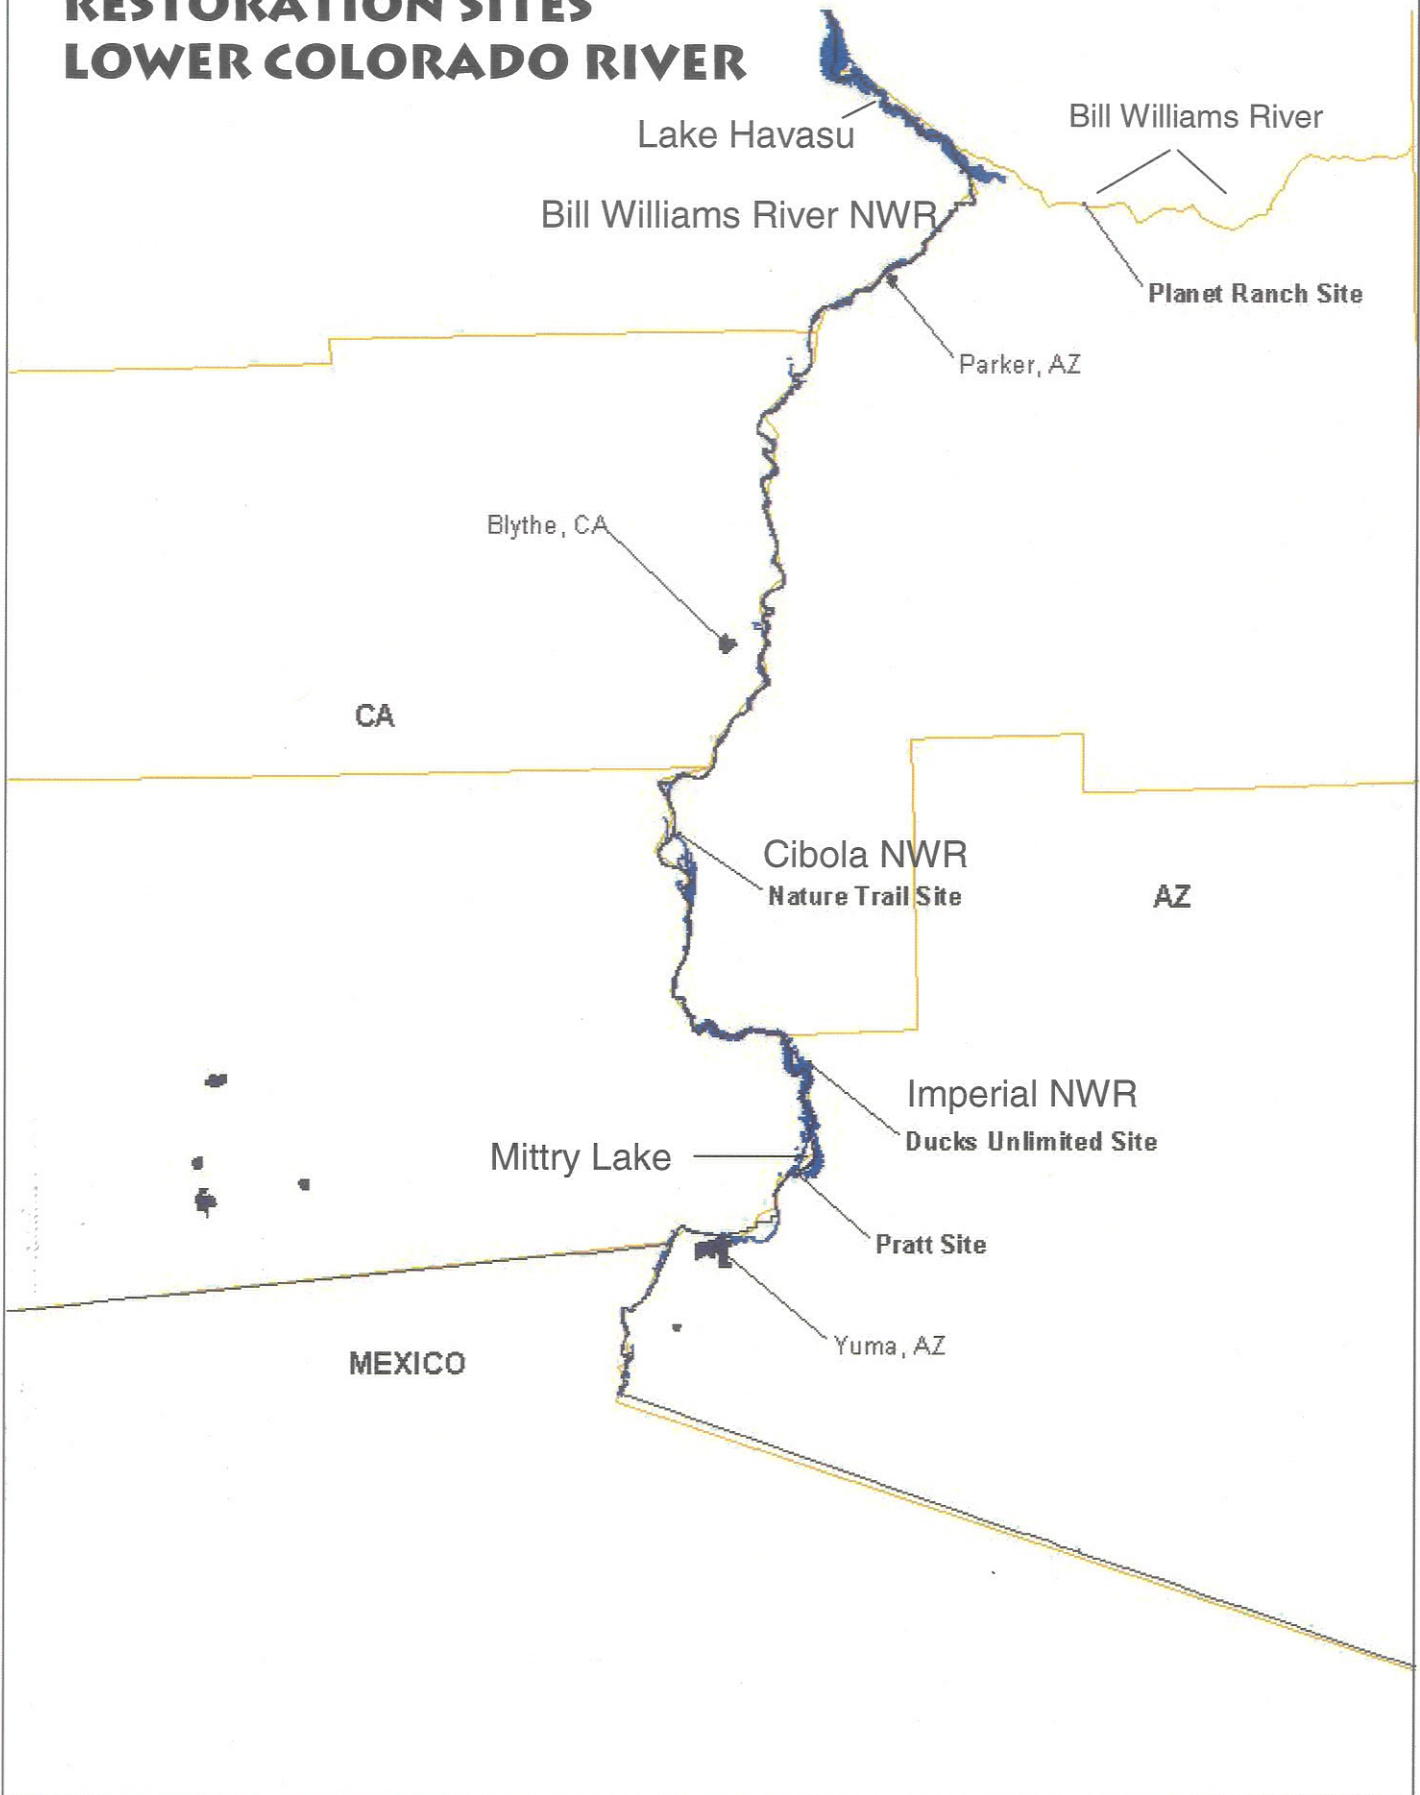 RESTORATION SITES
LOWER COLORADO RIVER
Bill Williams River
Lake Havasu
Bill Williams River NWR
Planet Ranch Site
Parker, AZ
Blythe, CA
CA
Cibola NWR
Nature Trail Site
AZ
Imperial NWR
Ducks Unlimited Site
Mittry Lake
Pratt Site
Yuma, AZ
MEXICO